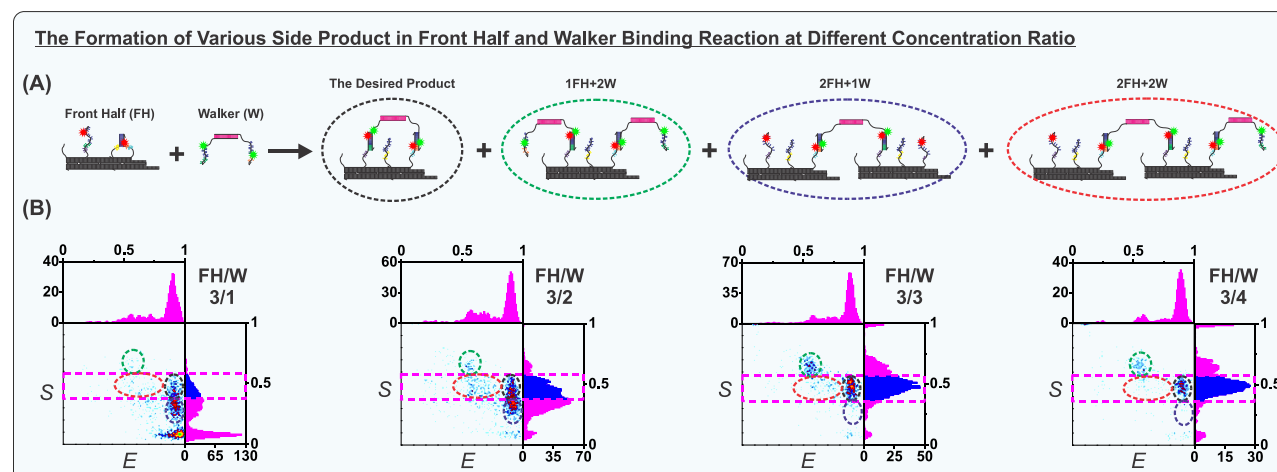 The Formation of Various Side Product in Front Half and Walker Binding Reaction at Different Concentration Ratio
(A)
The Desired Product
1FH+2W
2FH+1W
2FH+2W
Front Half (FH)
Walker (W)
+
+
+
+
(B)
0 0.5 1
40
20
0
FH/W
3/1
1
0.5
0
S
E
0 65 130
0 0.5 1
60
30
0
FH/W
3/2
1
0.5
0
S
E
0 35 70
0 0.5 1
70
35
0
FH/W
3/3
1
0.5
0
S
E
0 25 50
0 0.5 1
40
20
0
FH/W
3/4
1
0.5
0
S
E
0 15 30